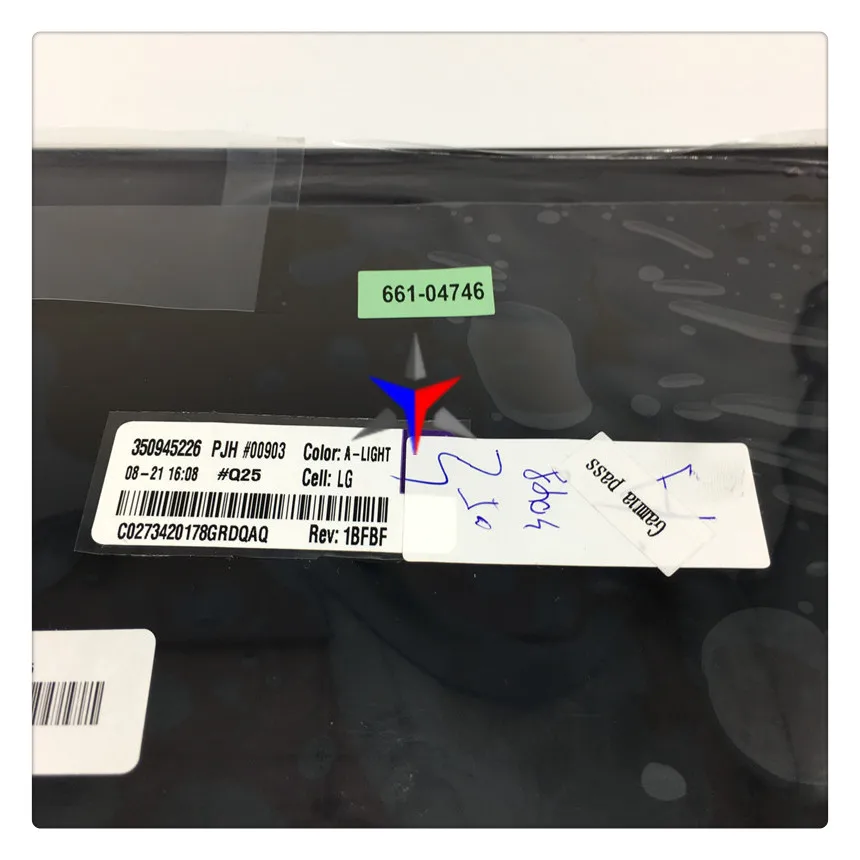 661-04746
350945226 PJH #00903 Color: A-LIGHT
08-21 16:08 #Q25 Cell: LG
C0273420178GRDQAQ Rev: 1BFBF
Gamma pass